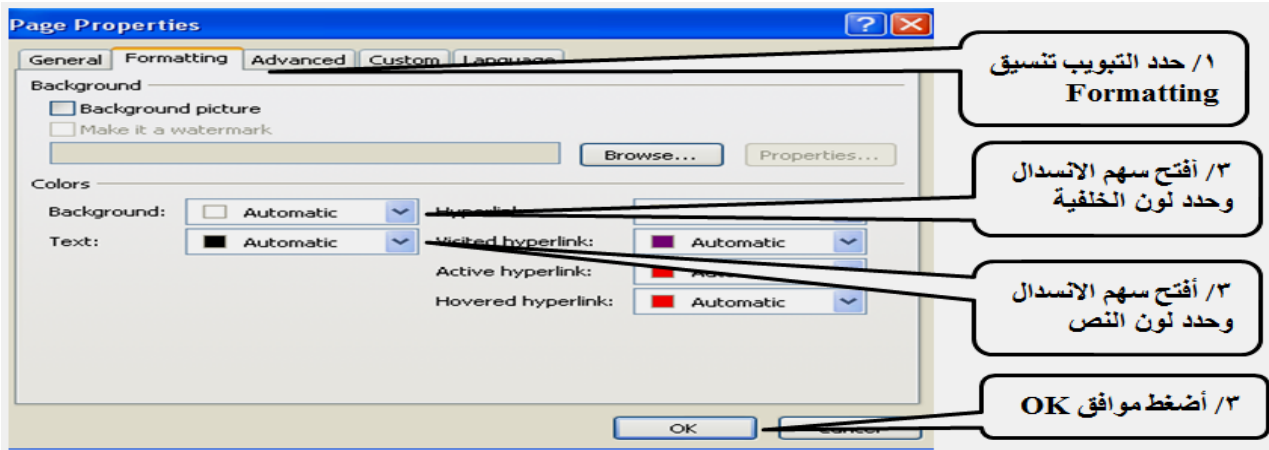 Page Properties
General Formatting Advanced Custom Language
Background
Background picture
Make it a watermark
Browse... Properties...
Colors
Background: Automatic
Text: Automatic
Visited hyperlink: Automatic
Active hyperlink:
Hovered hyperlink: Automatic
OK
١/ حدد التبويب تنسيق
Formatting
٣/ أفتح سهم الانسدال
وحدد لون الخلفية
٣/ أفتح سهم الانسدال
وحدد لون النص
٣/ أضغط موافق OK